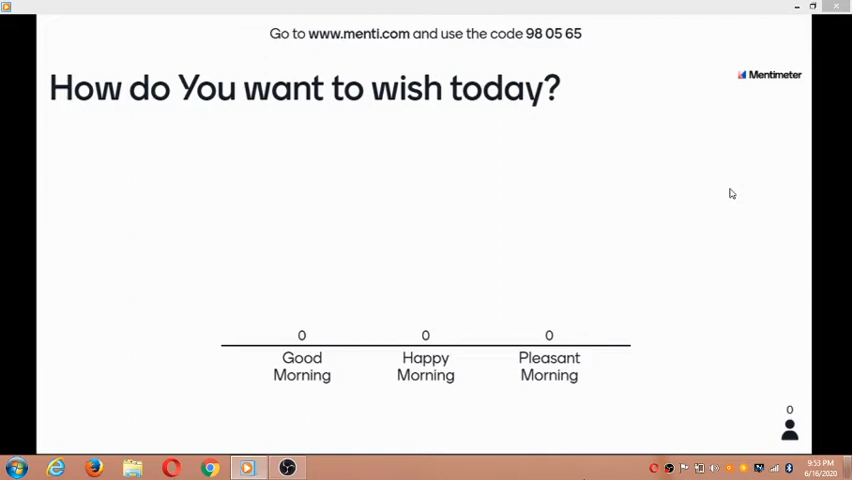 Go to www.menti.com and use the code 98 05 65
How do You want to wish today?
Mentimeter
0 0 0
Good Morning
Happy Morning
Pleasant Morning
0
9:53 PM
6/16/2020